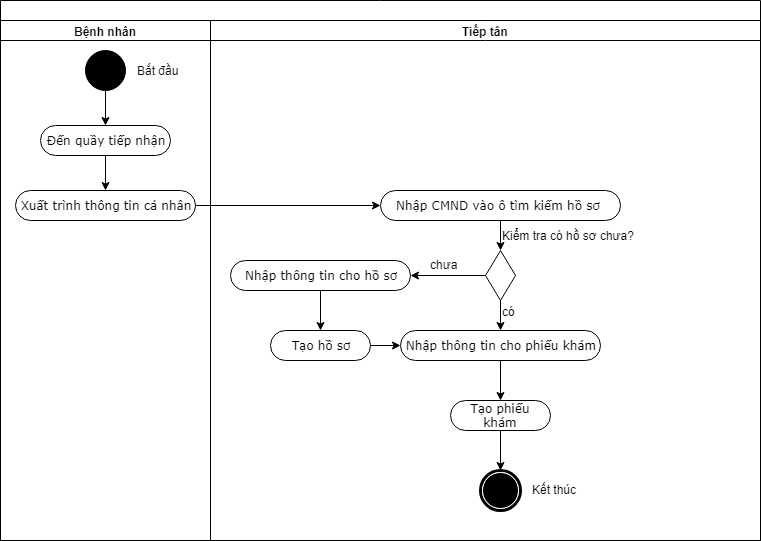 Bệnh nhân
Tiếp tân
Bắt đầu
Đến quầy tiếp nhận
Xuất trình thông tin cá nhân
Nhập CMND vào ô tìm kiếm hồ sơ
Kiểm tra có hồ sơ chưa?
chưa
Nhập thông tin cho hồ sơ
có
Tạo hồ sơ
Nhập thông tin cho phiếu khám
Tạo phiếu
khám
Kết thúc